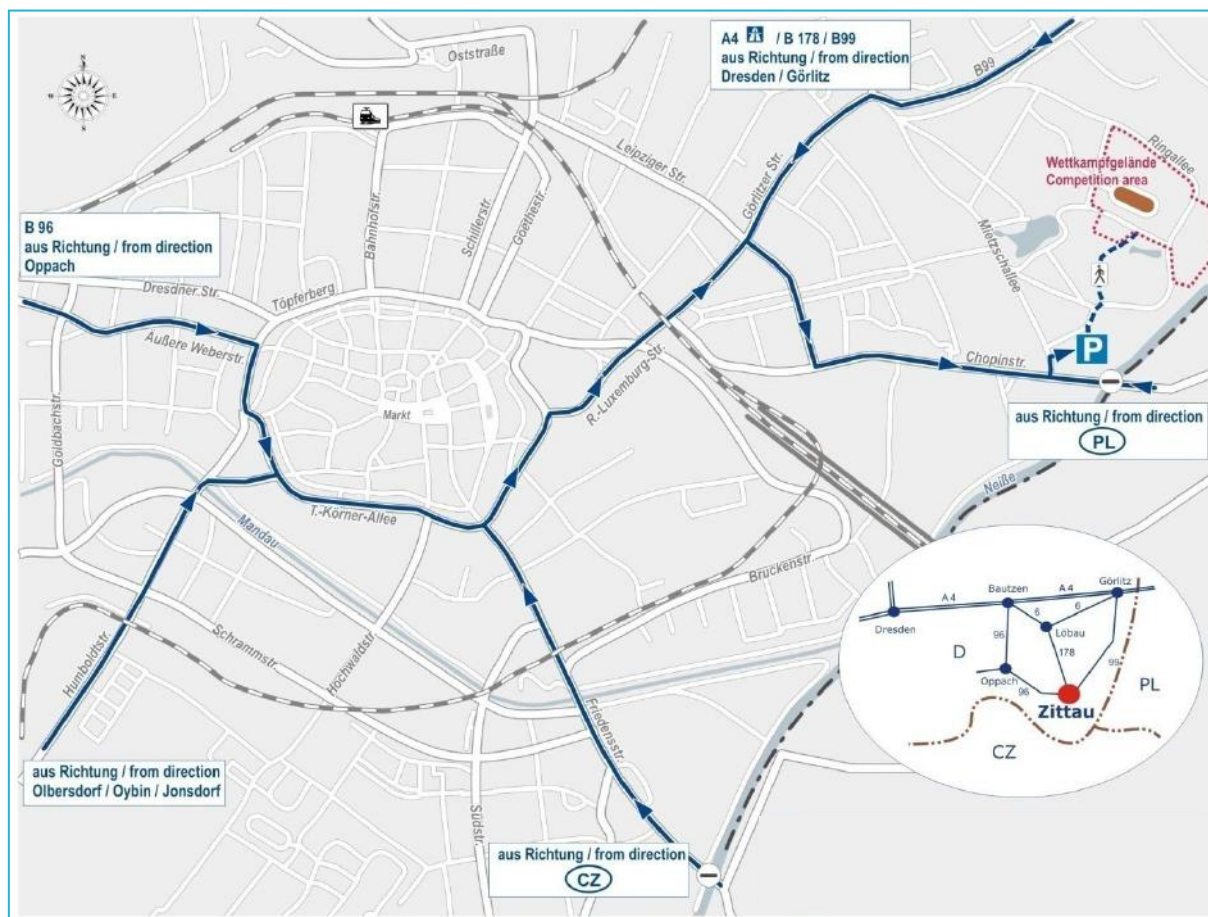 Oststraße
A4 / B 178 / B99
aus Richtung / from direction
Dresden / Görlitz
B99
Leipziger Str.
Görlitzer Str.
Ringallee
Wettkampfgelände
Competition area
Mietzschallee
B 96
aus Richtung / from direction
Oppach
Dresdner Str.
Töpferberg
Bahnhofstr.
Schillerstr.
Goethestr.
Äußere Weberstr.
Goldbachstr.
Markt
R.-Luxemburg-Str.
Chopinstr.
P
aus Richtung / from direction
PL
Neiße
T.-Körner-Allee
Mandau
Brückenstr.
Humboldtstr.
Schrammstr.
Hochwaldstr.
Friedensstr.
Südstr.
aus Richtung / from direction
Olbersdorf / Oybin / Jonsdorf
aus Richtung / from direction
CZ
Görlitz
Bautzen
A 4
A 4
Dresden
6
6
Löbau
96
178
99
D
Oppach
96
Zittau
PL
CZ
N
W
E
S